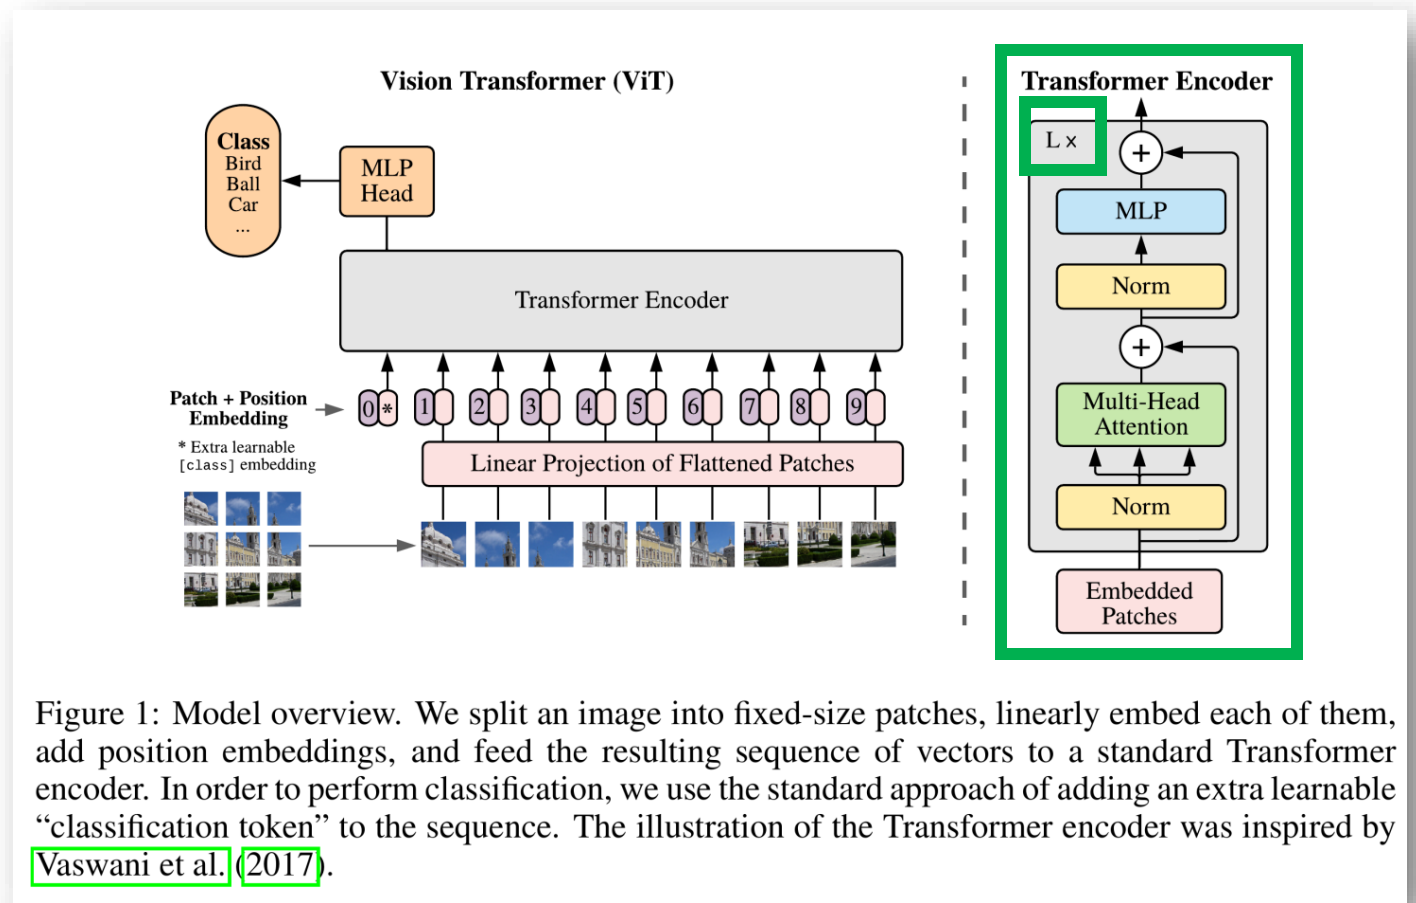 Vision Transformer (ViT)
Class
Bird
Ball
Car
...
MLP
Head
Transformer Encoder
Patch + Position
Embedding
0 * 1 2 3 4 5 6 7 8 9
* Extra learnable
[class] embedding
Linear Projection of Flattened Patches
Transformer Encoder
L ×
+
MLP
Norm
+
Multi-Head
Attention
Norm
Embedded
Patches
Figure 1: Model overview. We split an image into fixed-size patches, linearly embed each of them,
add position embeddings, and feed the resulting sequence of vectors to a standard Transformer
encoder. In order to perform classification, we use the standard approach of adding an extra learnable
“classification token” to the sequence. The illustration of the Transformer encoder was inspired by
Vaswani et al. (2017).